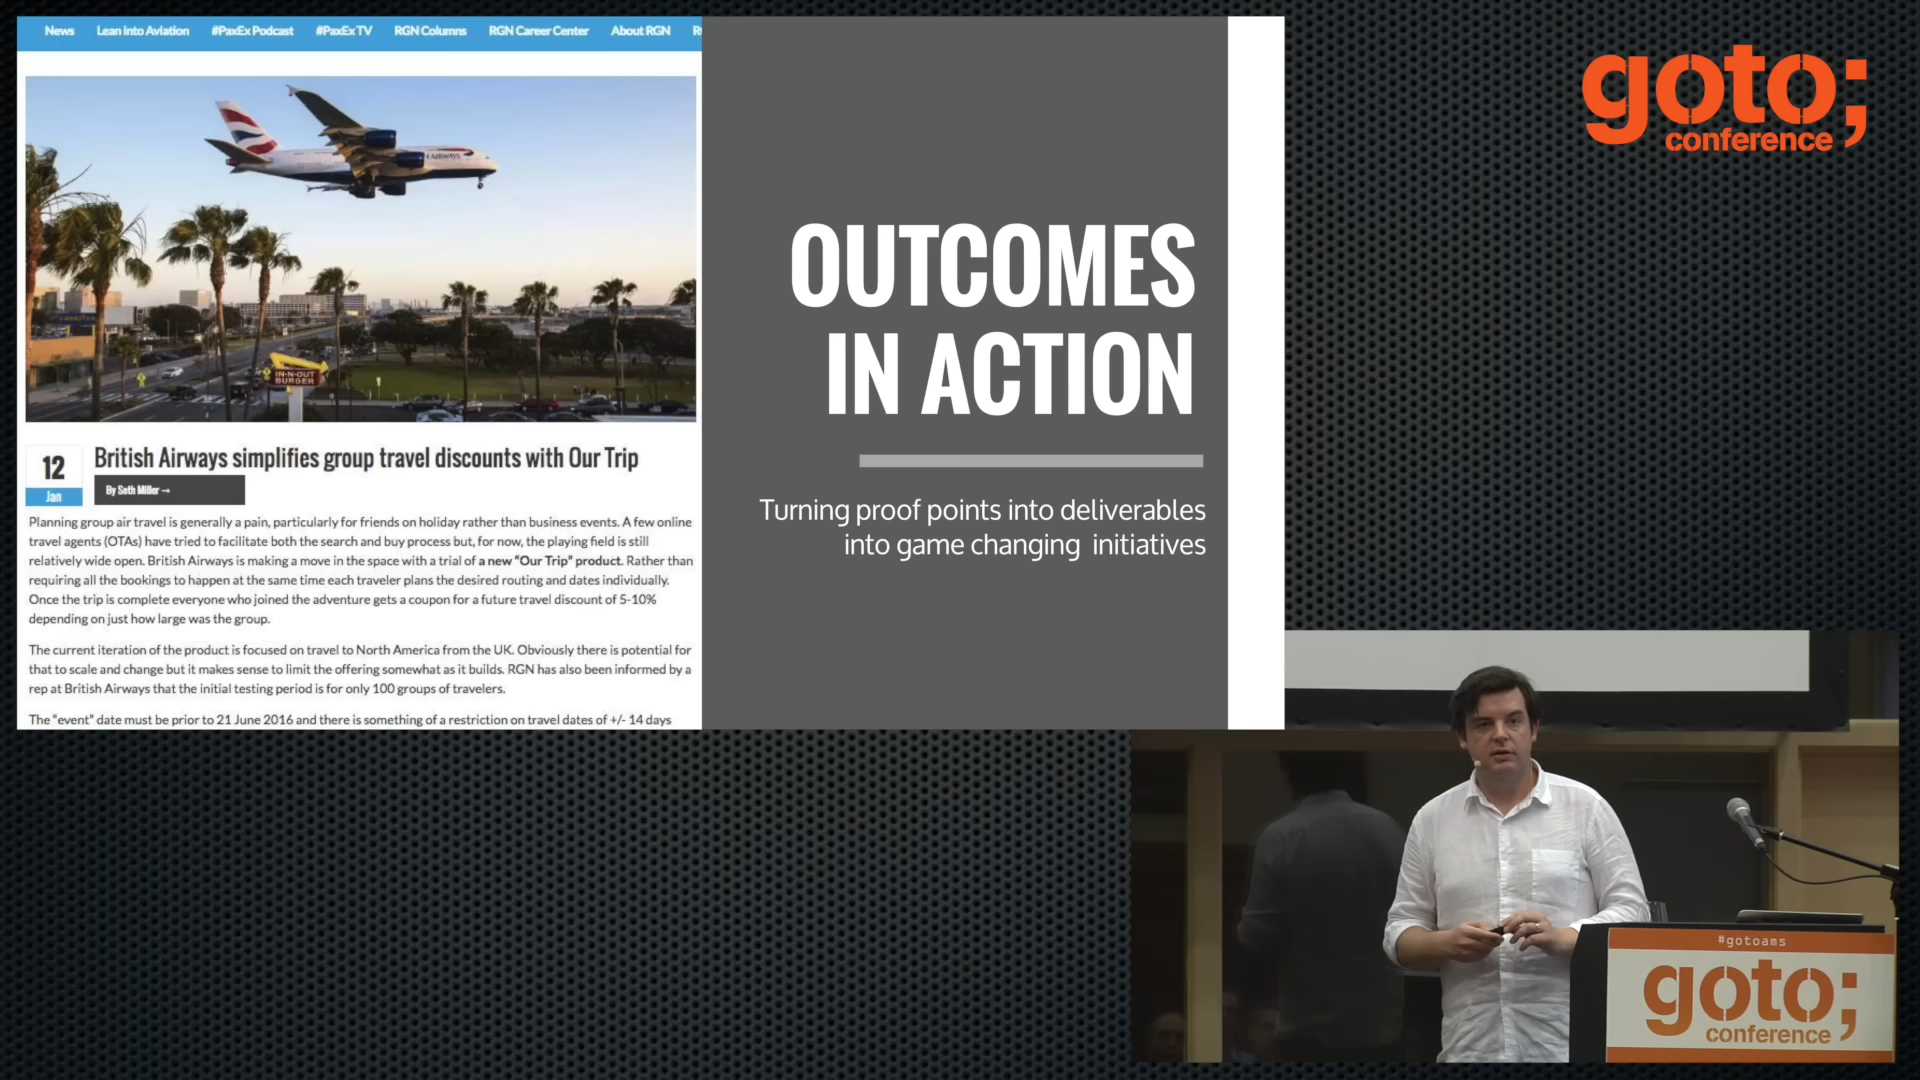 News Lean into Aviation #PaxEx Podcast #PaxEx TV RGN Columns RGN Career Center About RGN
IN-N-OUT
BURGER
12
Jan
British Airways simplifies group travel discounts with Our Trip
By Seth Miller →
Planning group air travel is generally a pain, particularly for friends on holiday rather than business events. A few online
travel agents (OTAs) have tried to facilitate both the search and buy process but, for now, the playing field is still
relatively wide open. British Airways is making a move in the space with a trial of a new "Our Trip" product. Rather than
requiring all the bookings to happen at the same time each traveler plans the desired routing and dates individually.
Once the trip is complete everyone who joined the adventure gets a coupon for a future travel discount of 5-10%
depending on just how large was the group.
The current iteration of the product is focused on travel to North America from the UK. Obviously there is potential for
that to scale and change but it makes sense to limit the offering somewhat as it builds. RGN has also been informed by a
rep at British Airways that the initial testing period is for only 100 groups of travelers.
The "event" date must be prior to 21 June 2016 and there is something of a restriction on travel dates of +/- 14 days
OUTCOMES
IN ACTION
Turning proof points into deliverables
into game changing initiatives
goto;
conference
#gotoams
goto;
conference